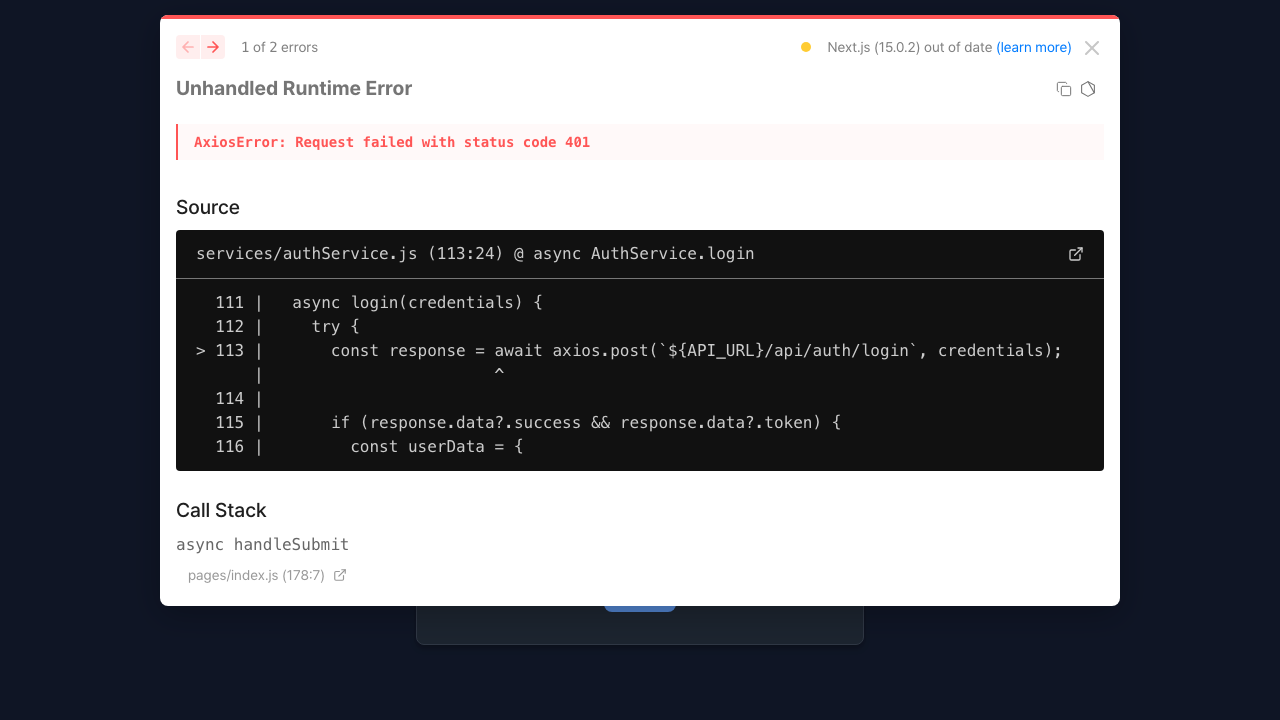 1 of 2 errors
Next.js (15.0.2) out of date (learn more)
Unhandled Runtime Error
AxiosError: Request failed with status code 401
Source
services/authService.js (113:24) @ async AuthService.login
  111 |   async login(credentials) {
  112 |     try {
> 113 |       const response = await axios.post(`${API_URL}/api/auth/login`, credentials);
      |                        ^
  114 |
  115 |       if (response.data?.success && response.data?.token) {
  116 |         const userData = {
Call Stack
async handleSubmit
pages/index.js (178:7)